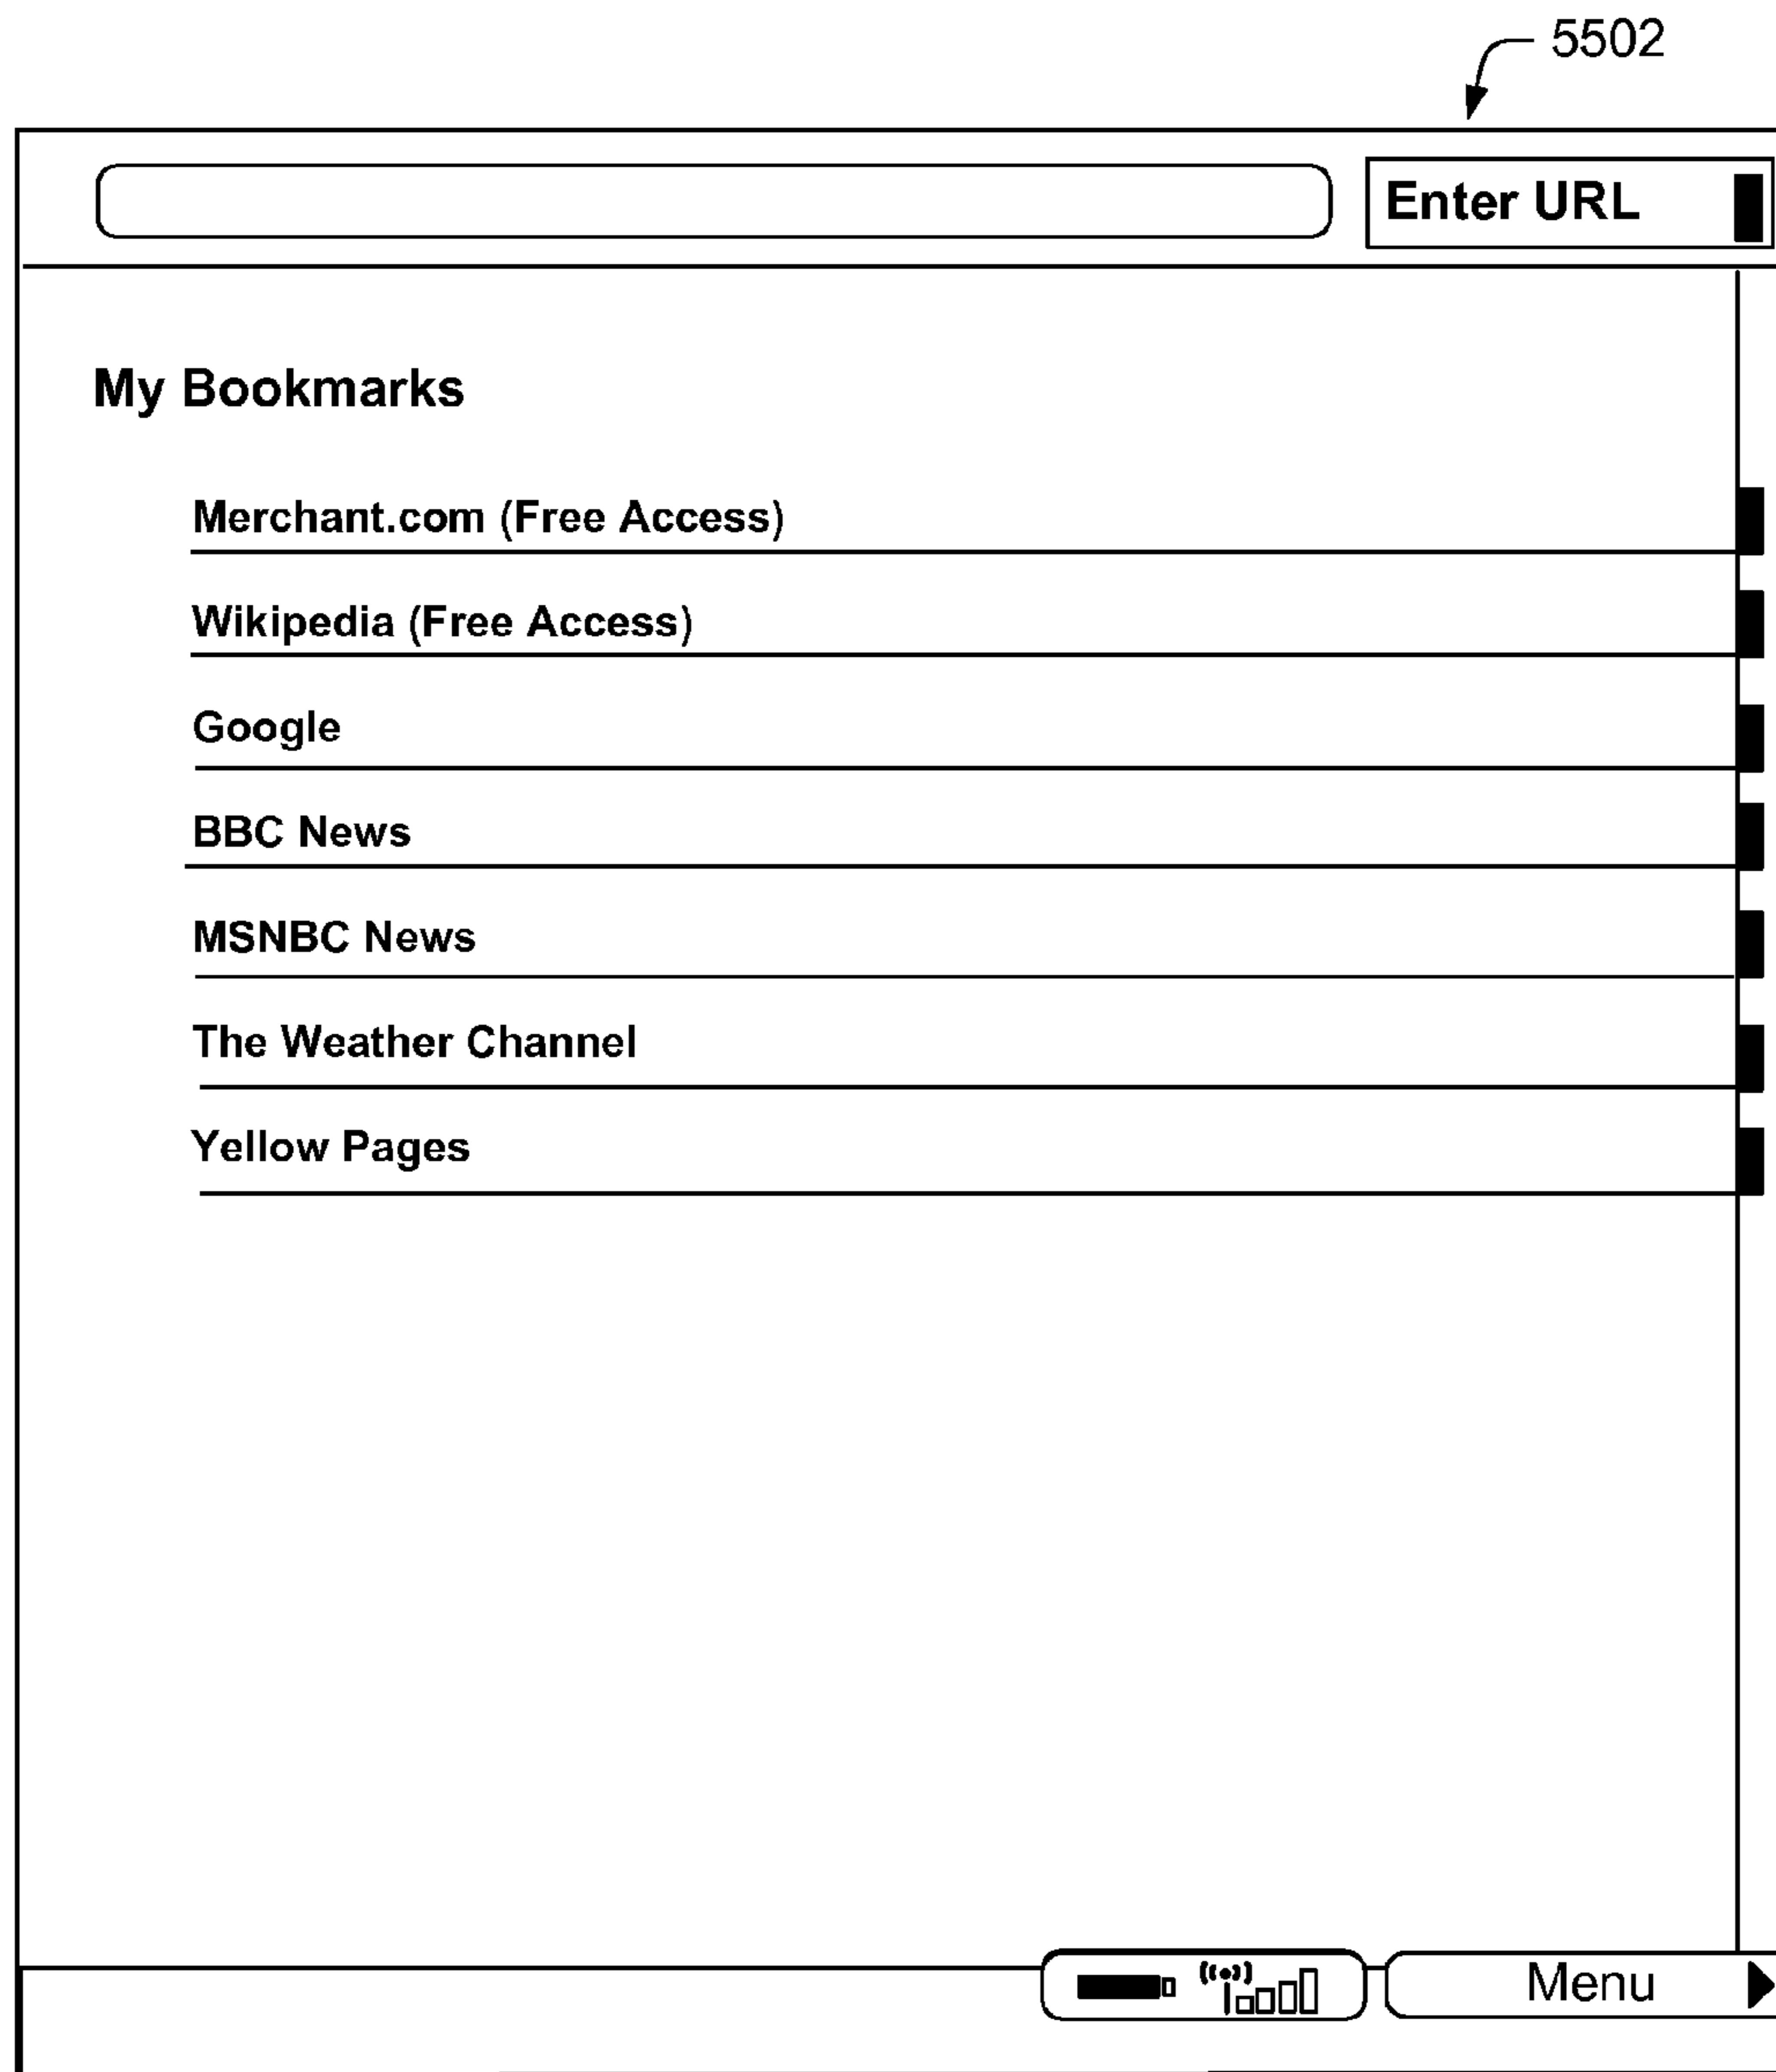 5502
Enter URL
My Bookmarks
Merchant.com (Free Access)
Wikipedia (Free Access)
Google
BBC News
MSNBC News
The Weather Channel
Yellow Pages
Menu